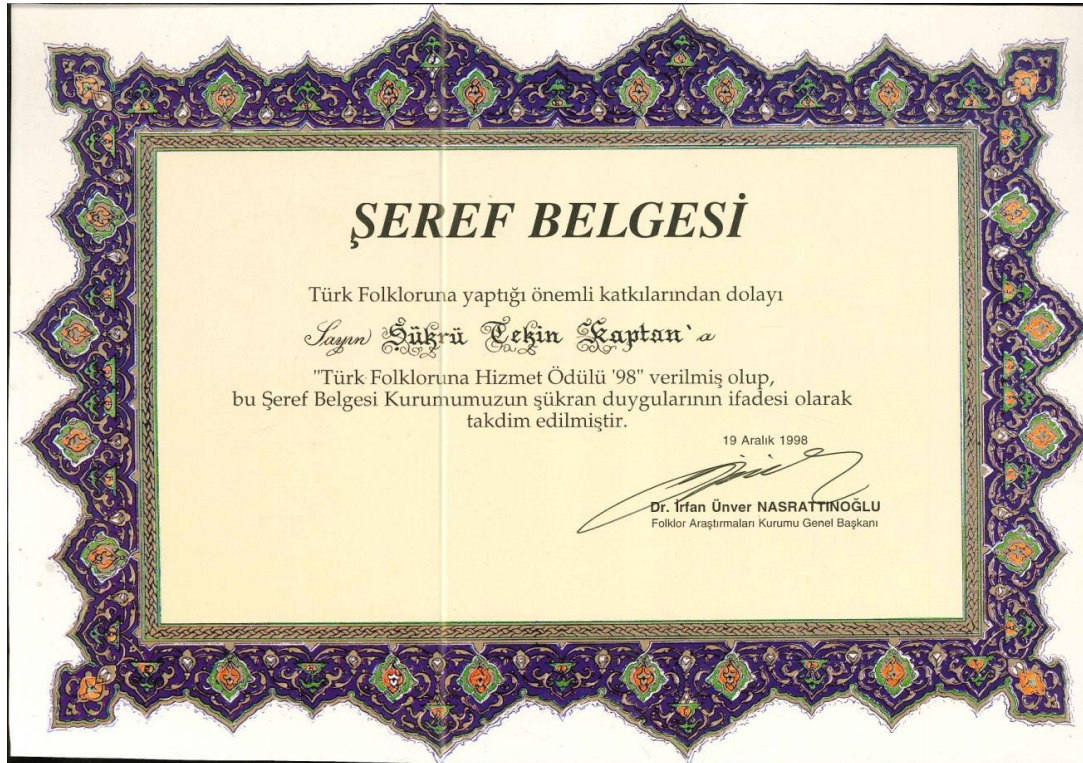 ŞEREF BELGESİ
Türk Folkloruna yaptığı önemli katkılarından dolayı
Sayın Şükrü Tekin Kaptan`a
"Türk Folkloruna Hizmet Ödülü '98" verilmiş olup,
bu Şeref Belgesi Kurumumuzun şükran duygularının ifadesi olarak
takdim edilmiştir.
19 Aralık 1998
Dr. İrfan Ünver NASRATTINOĞLU
Folklor Araştırmaları Kurumu Genel Başkanı